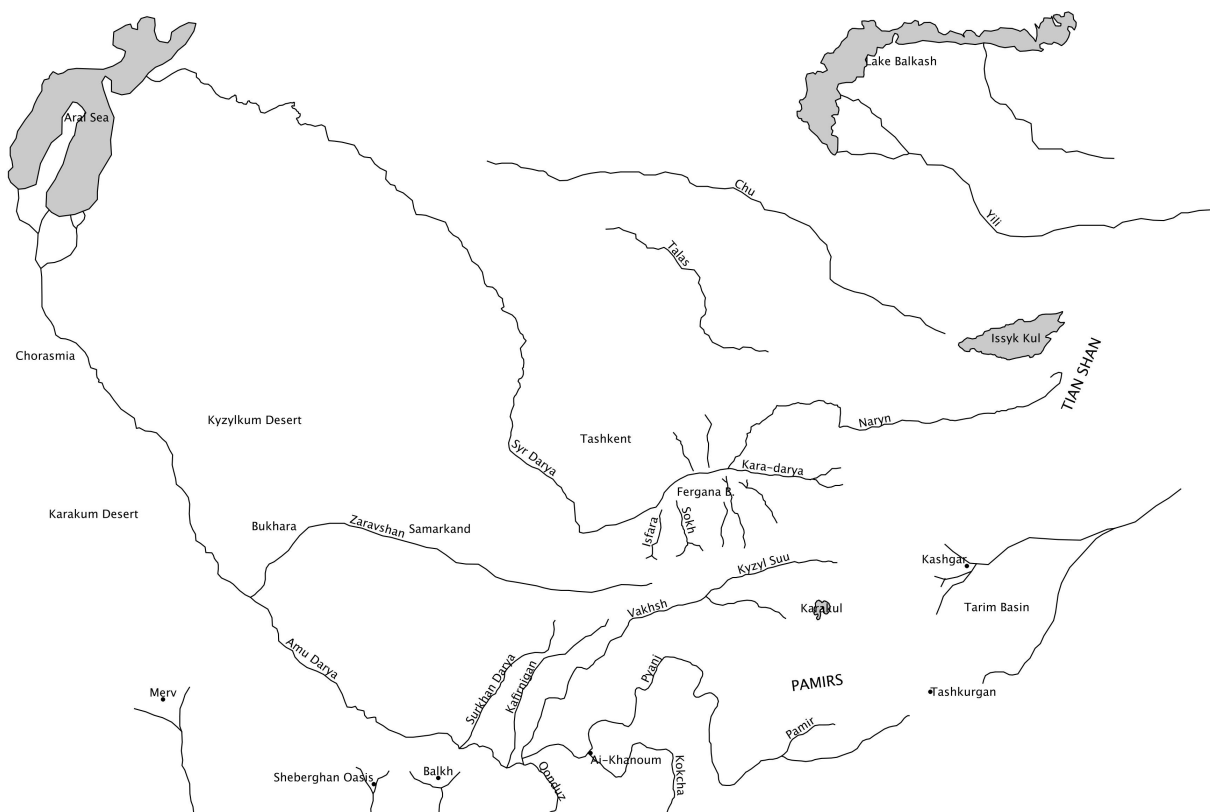 Lake Balkash
Aral Sea
Chu
Yili
Talas
Issyk Kul
TIAN SHAN
Chorasmia
Kyzylkum Desert
Naryn
Tashkent
Syr Darya
Kara-darya
Fergana B.
Karakum Desert
Bukhara
Zaravshan
Samarkand
Isfara
Sokh
Kashgar
Kyzyl Suu
Vakhsh
Karakul
Tarim Basin
Amu Darya
Surkhan Darya
Kafirnigan
Pyanj
PAMIRS
Merv
Tashkurgan
Pamir
Ai-Khanoum
Kokcha
Qonduz
Sheberghan Oasis
Balkh